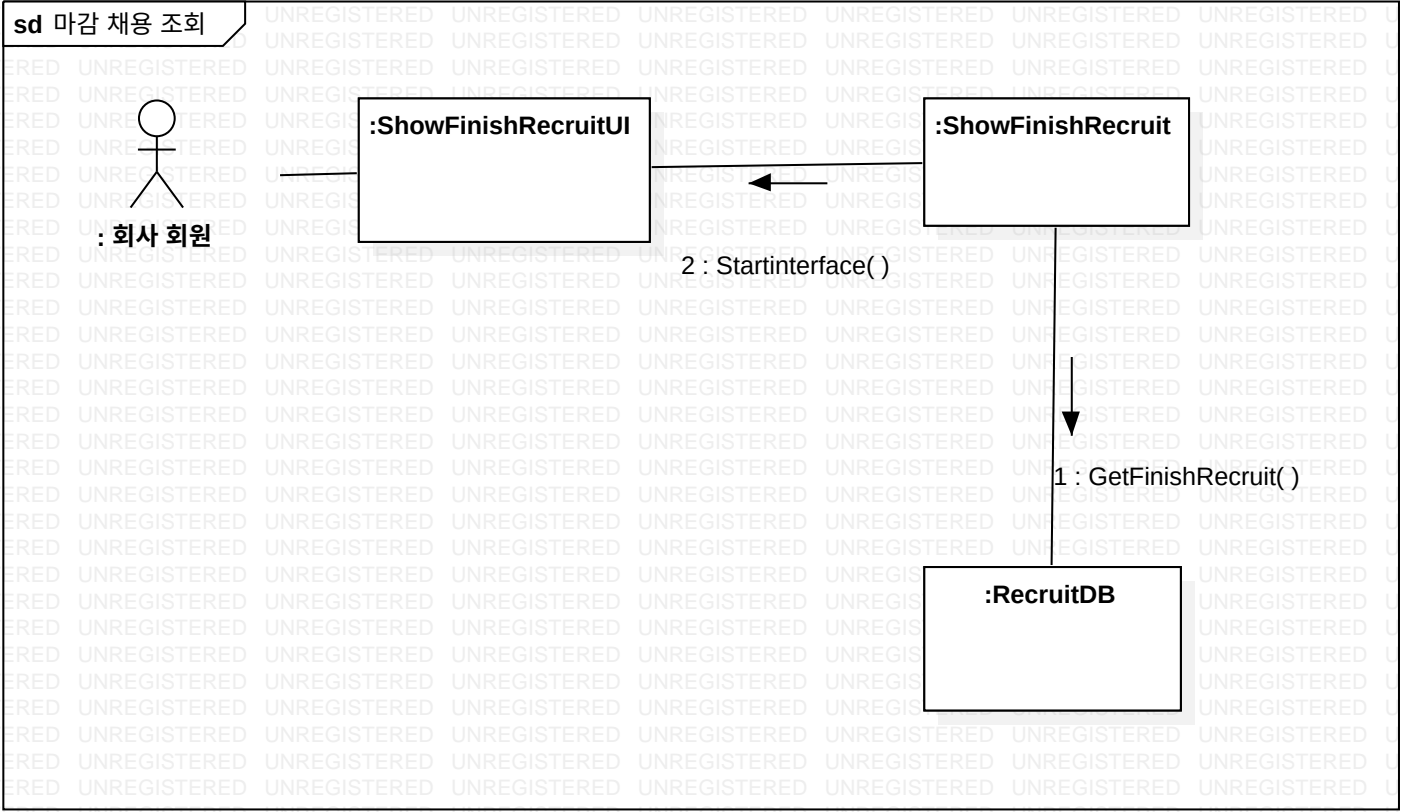 sd 마감 채용 조회
:ShowFinishRecruitUI
:ShowFinishRecruit
: 회사 회원
2 : Startinterface( )
1 : GetFinishRecruit( )
:RecruitDB